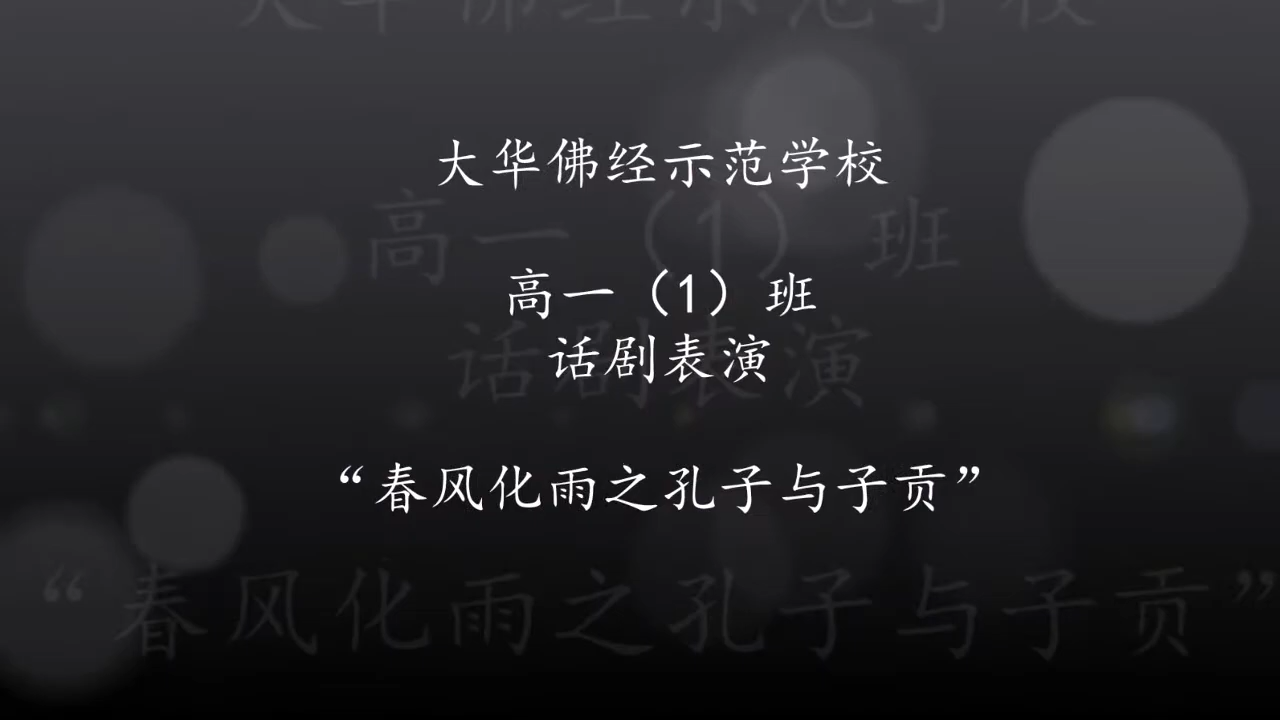 大华佛经示范学校
高一（1）班
话剧表演
“春风化雨之孔子与子贡”